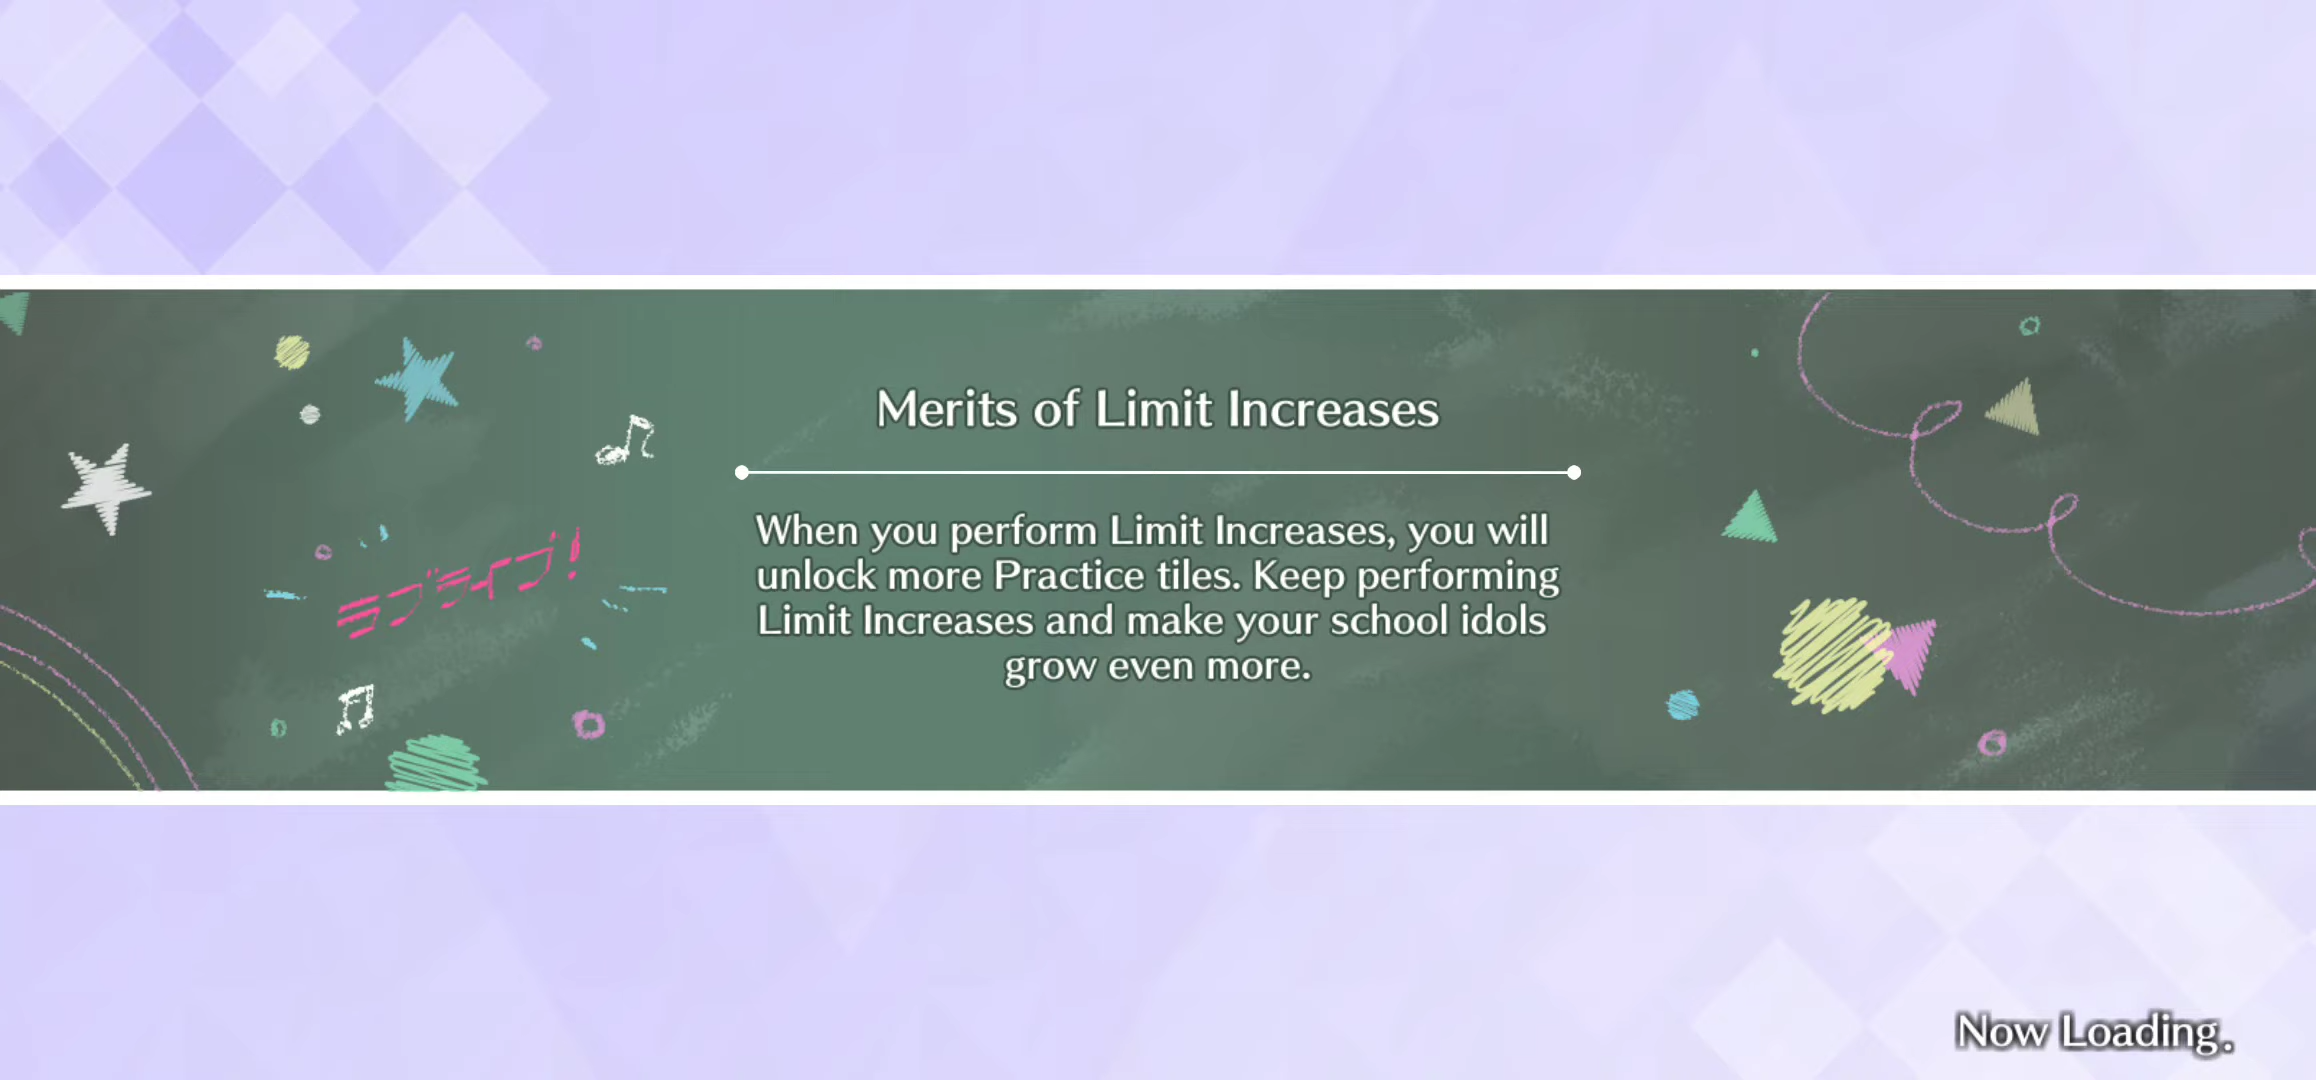 Merits of Limit Increases
When you perform Limit Increases, you will
unlock more Practice tiles. Keep performing
Limit Increases and make your school idols
grow even more.
ラブライブ!
Now Loading.